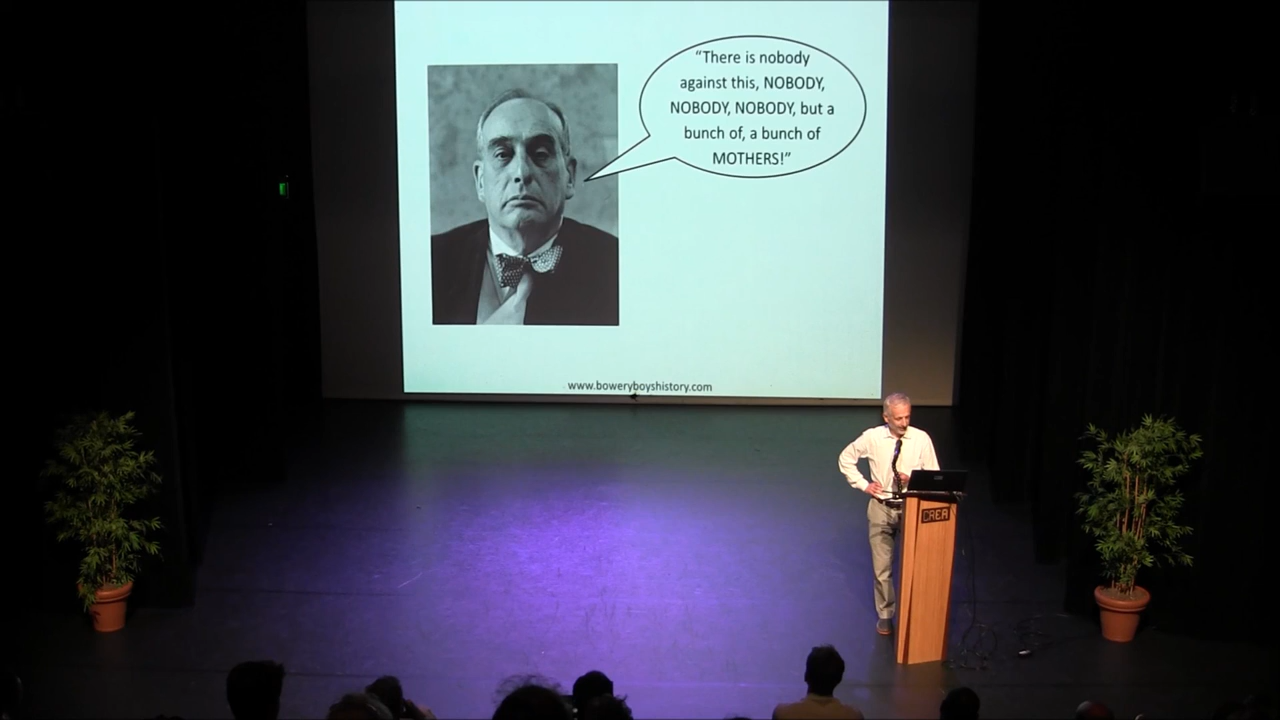 “There is nobody
against this, NOBODY,
NOBODY, NOBODY, but a
bunch of, a bunch of
MOTHERS!”
www.boweryboyshistory.com
CREA